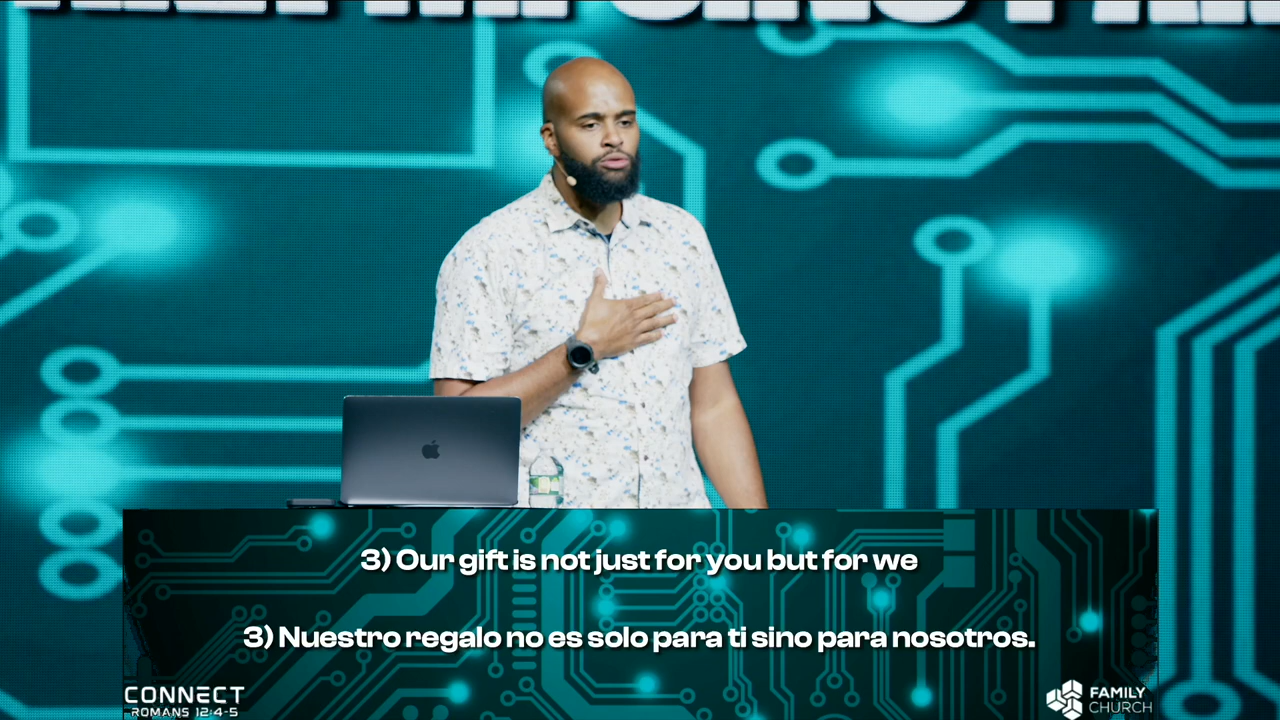 3) Our gift is not just for you but for we
3) Nuestro regalo no es solo para ti sino para nosotros.
CONNECT
ROMANS 12:4-5
FAMILY
CHURCH